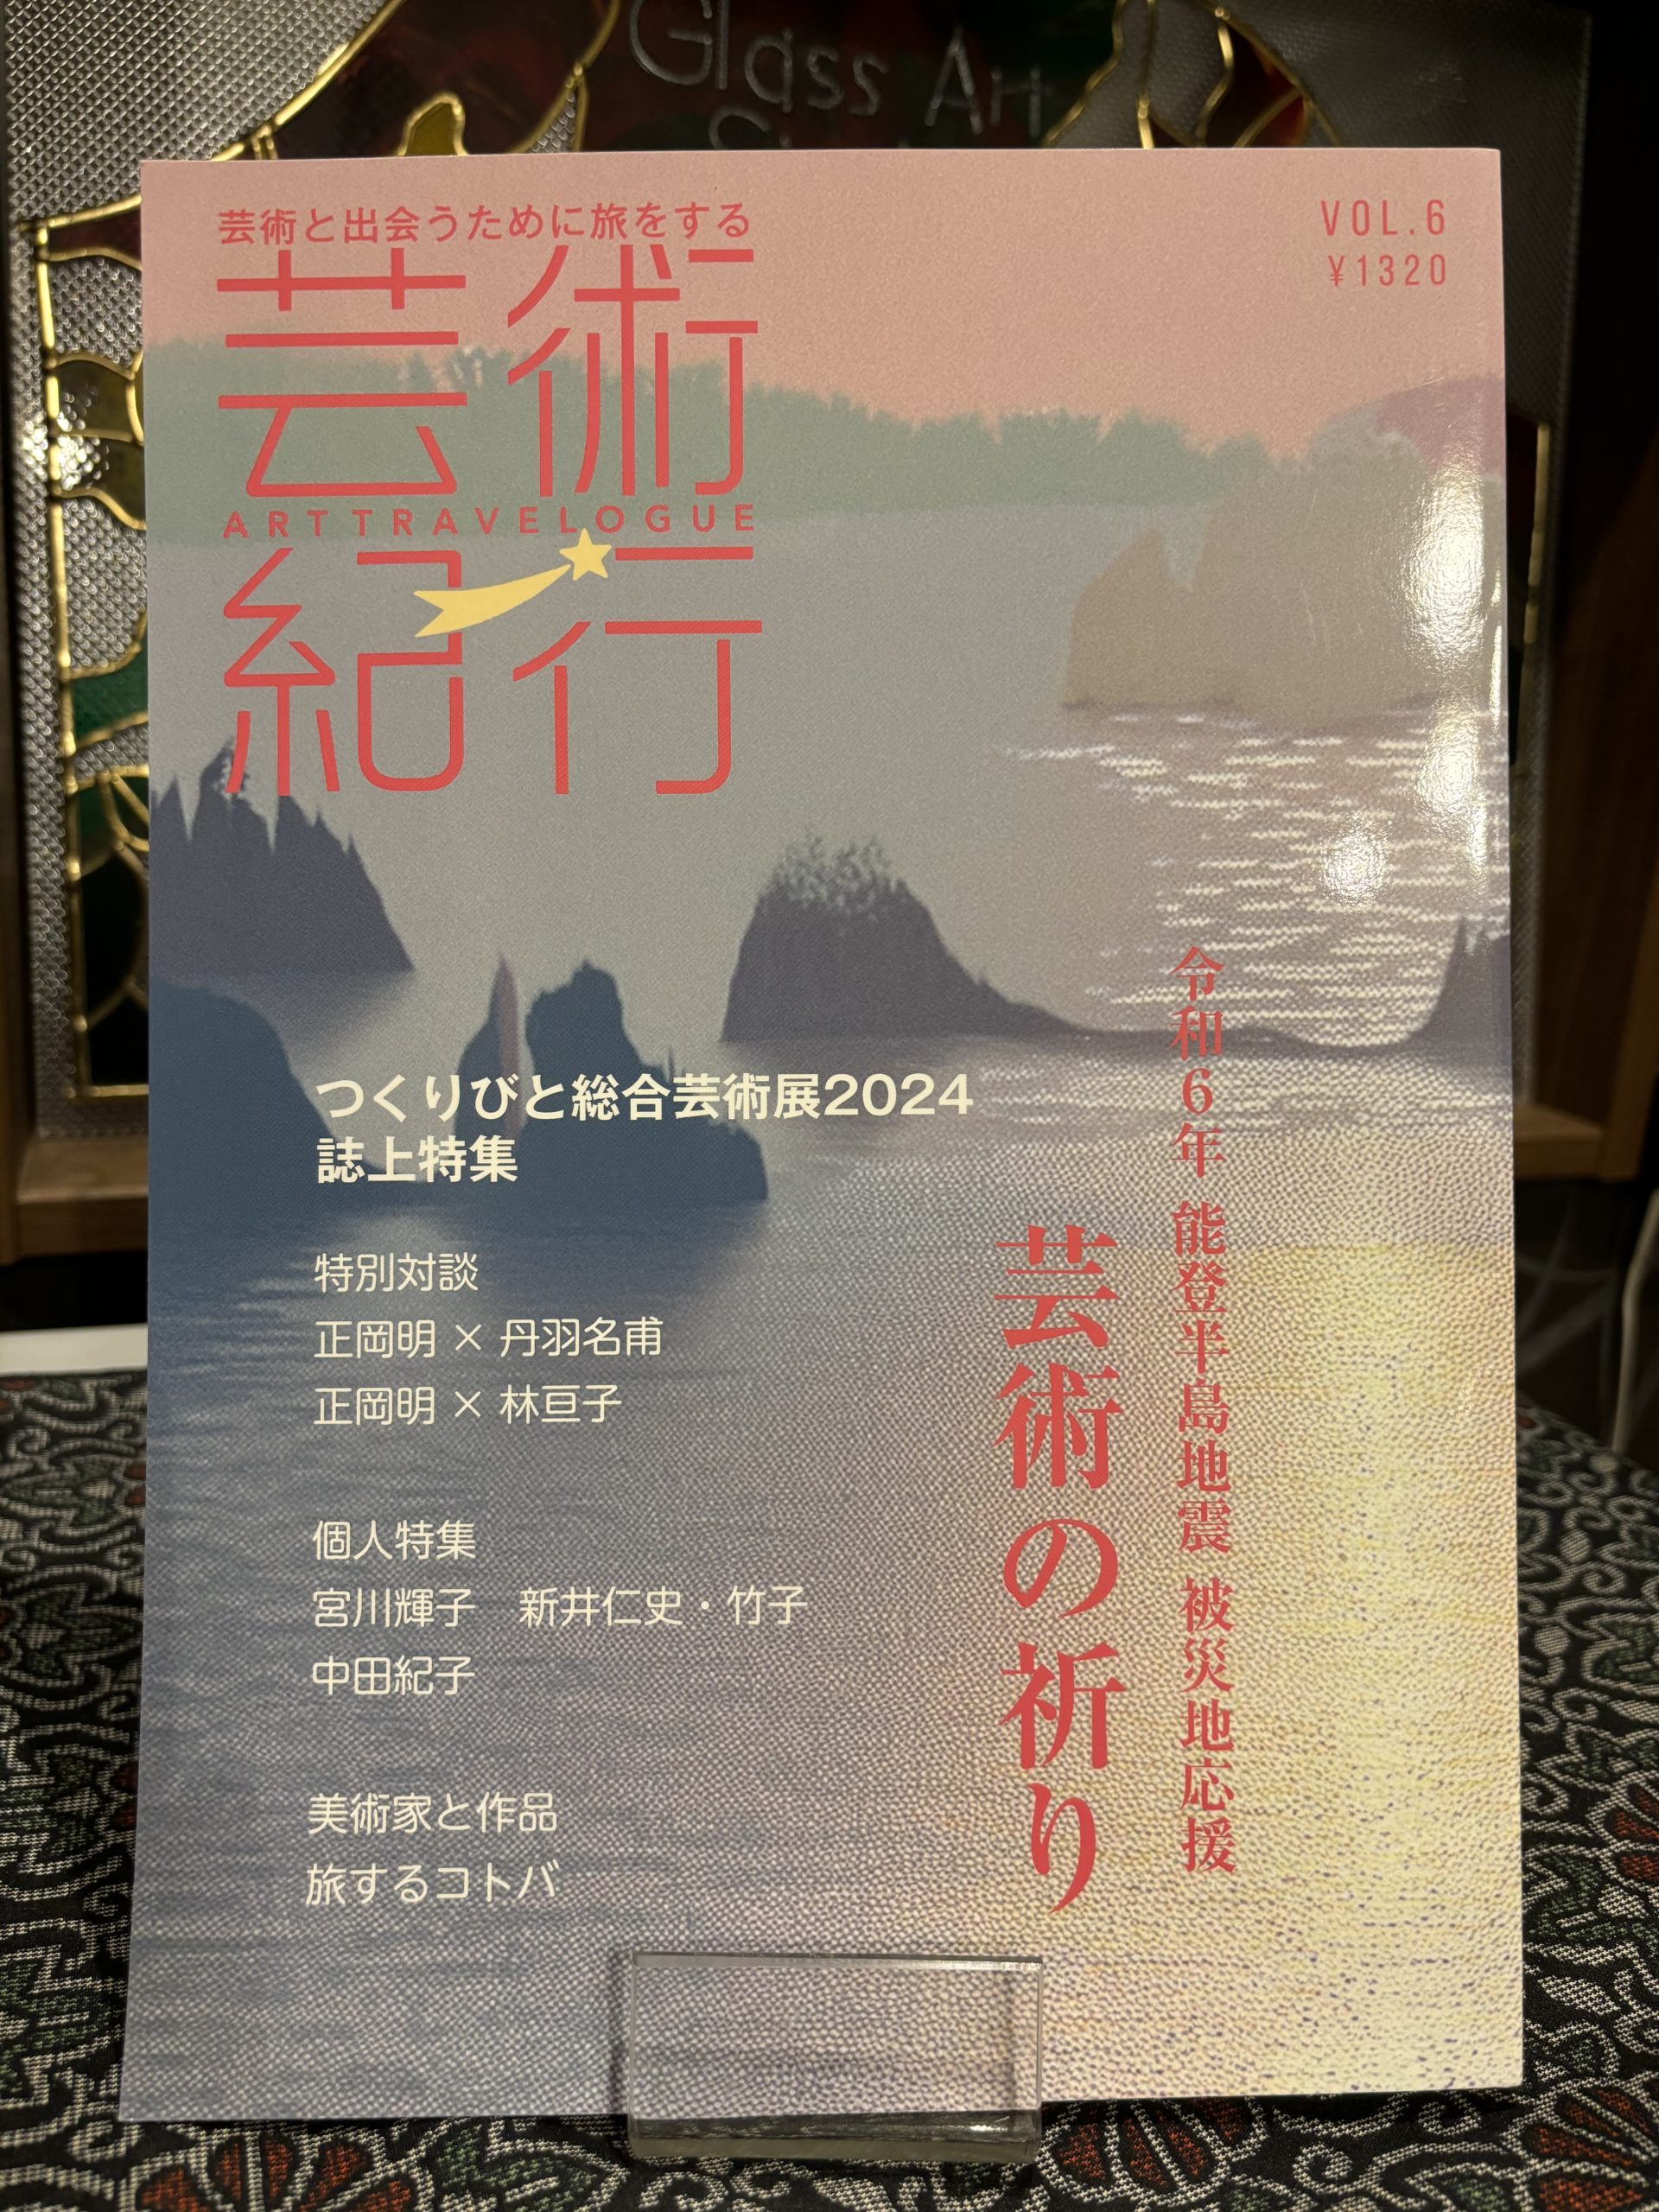 Glass Art
芸術と出会うために旅をする
芸術
ART TRAVELOGUE
紀行
VOL.6
¥1320
令和6年 能登半島地震 被災地応援
芸術の祈り
つくりびと総合芸術展2024
誌上特集
特別対談
正岡明 × 丹羽名甫
正岡明 × 林亘子
個人特集
宮川輝子　新井仁史・竹子
中田紀子
美術家と作品
旅するコトバ